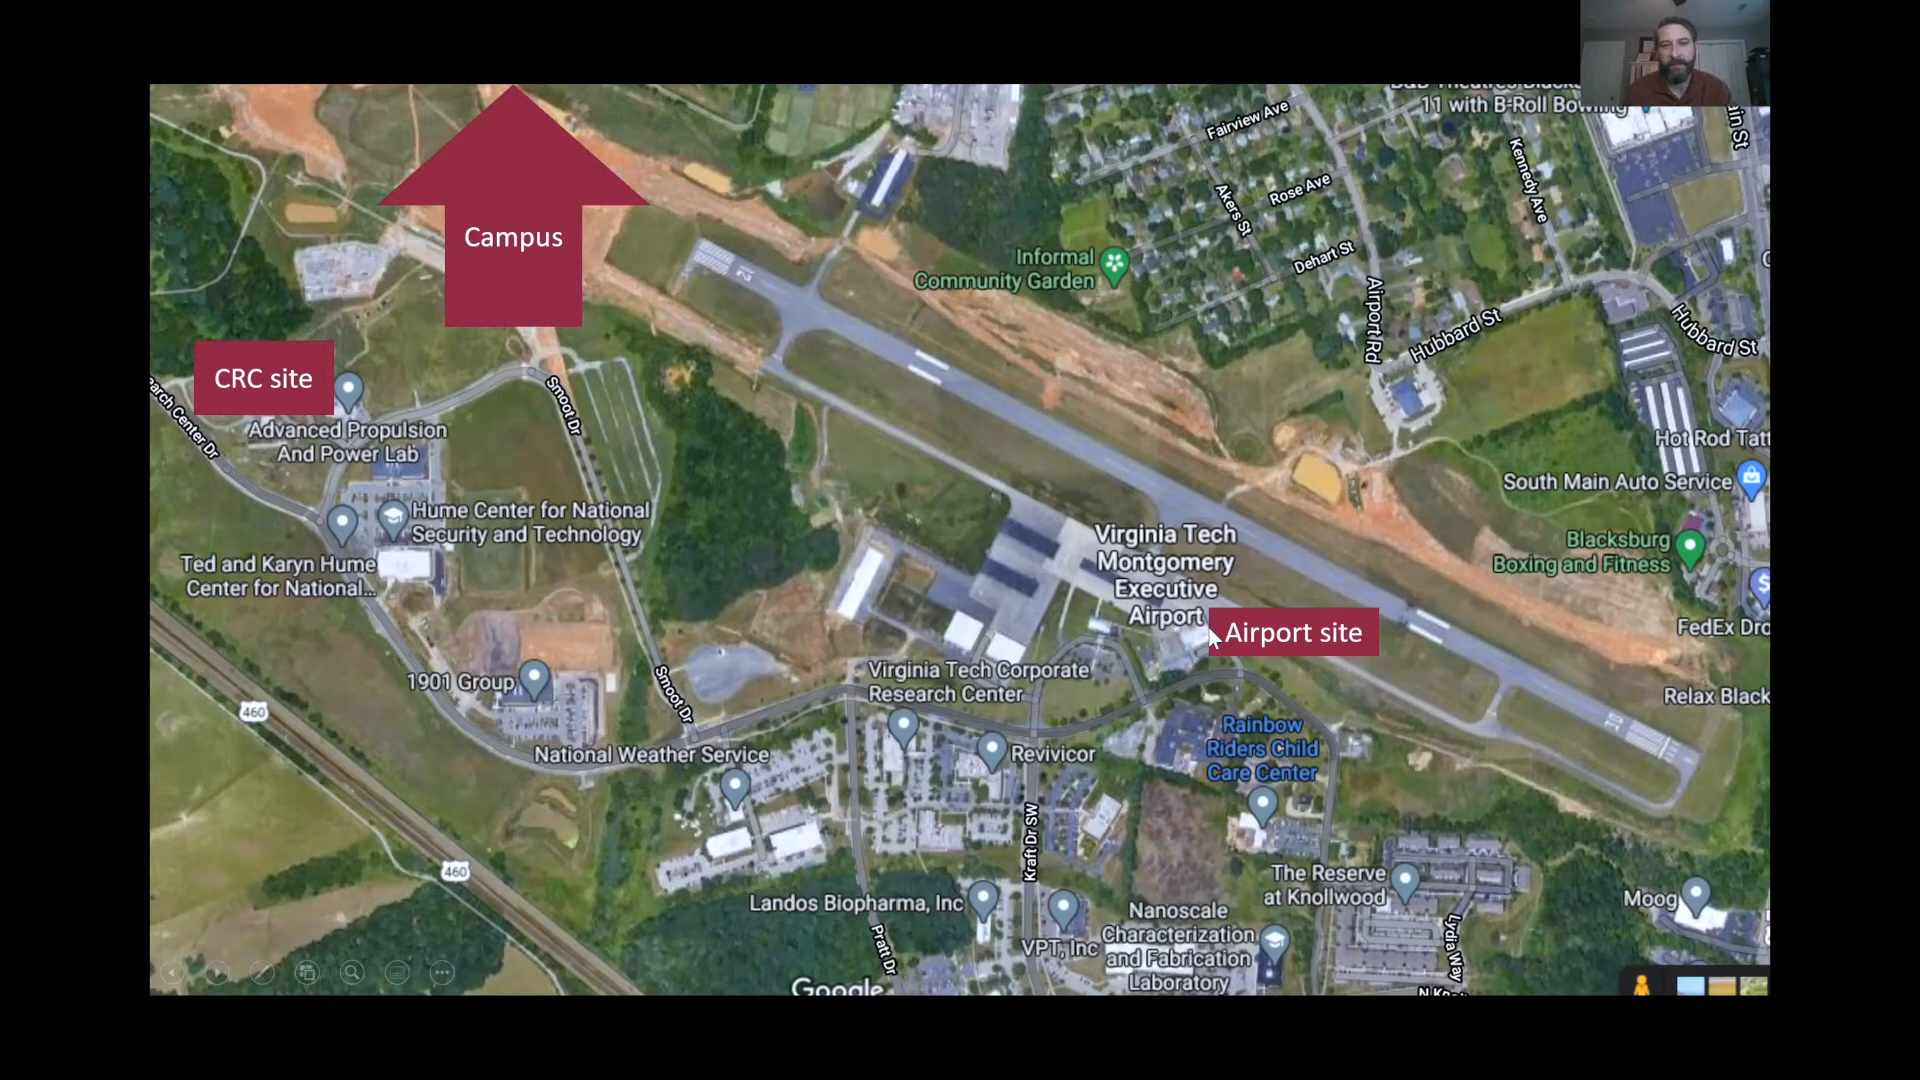 11 with B-Roll Bowling
Fairview Ave
Kennedy Ave
Akers St
Rose Ave
Campus
Informal
Community Garden
Dehart St
Airport Rd
Hubbard St
Hubbard St
CRC site
Smoot Dr
Center Dr
Advanced Propulsion
And Power Lab
Hot Rod
South Main Auto Service
Hume Center for National
Security and Technology
Virginia Tech
Montgomery
Executive
Airport
Blacksburg
Boxing and Fitness
Ted and Karyn Hume
Center for National...
Airport site
FedEx
1901 Group
Smoot Dr
Virginia Tech Corporate
Research Center
Relax
460
Rainbow
Riders Child
Care Center
National Weather Service
Revivicor
Kraft Dr SW
460
The Reserve
at Knollwood
Landos Biopharma, Inc
Moog
VPT, Inc
Nanoscale
Characterization
and Fabrication
Laboratory
Pratt Dr
Lydia Way
Google